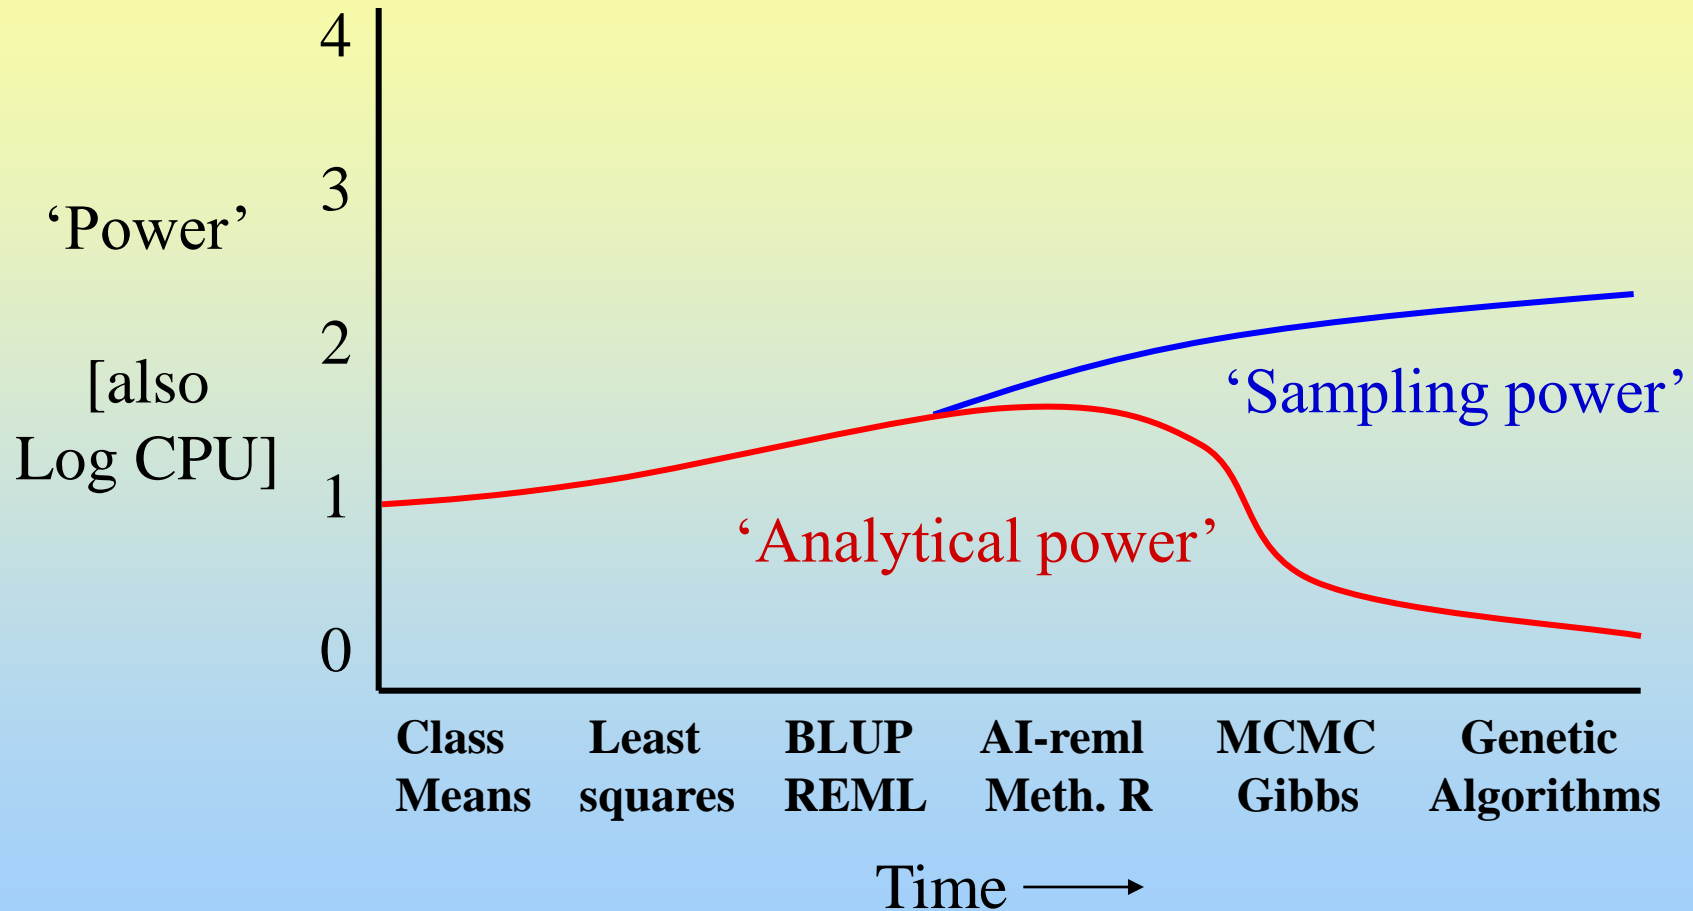 4
3
2
1
0
‘Power’
[also
Log CPU]
‘Sampling power’
‘Analytical power’
Class
Means
Least
squares
BLUP
REML
AI-reml
Meth. R
MCMC
Gibbs
Genetic
Algorithms
Time